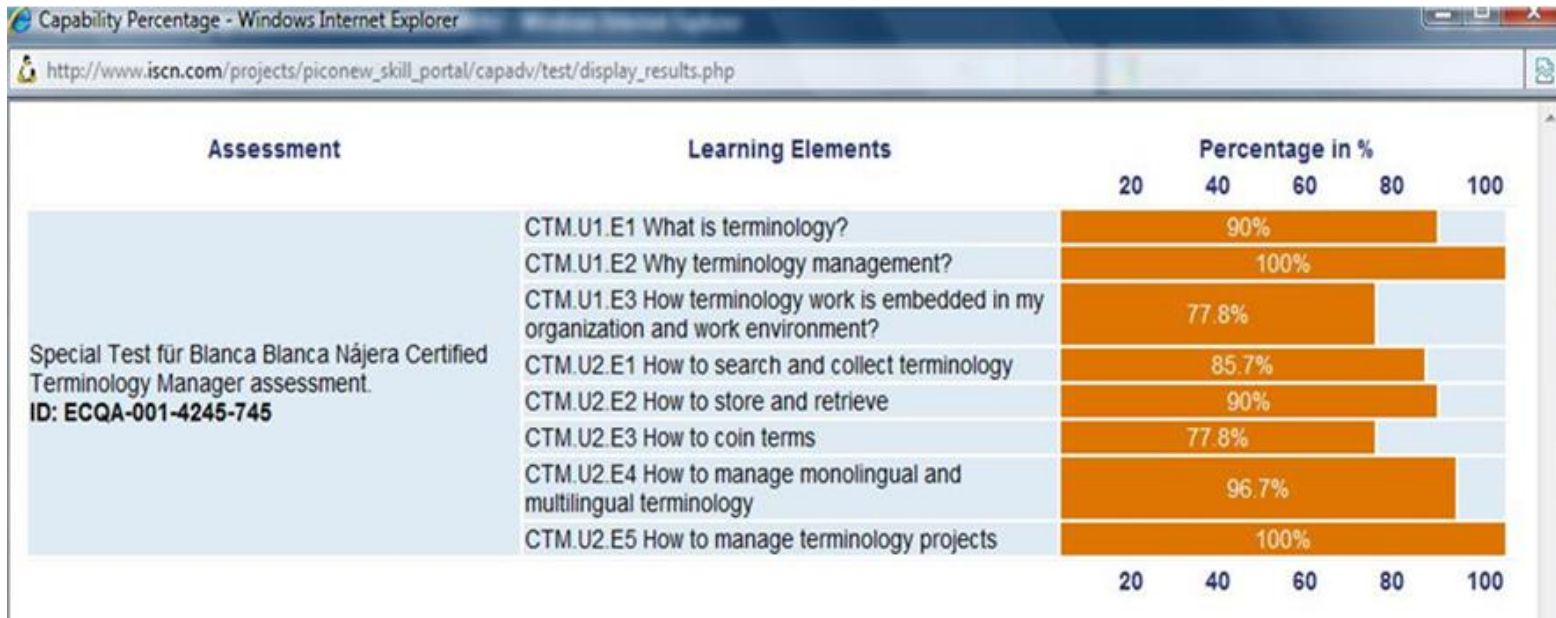 Capability Percentage - Windows Internet Explorer
http://www.iscn.com/projects/piconew_skill_portal/capadv/test/display_results.php
Assessment Learning Elements Percentage in %
20 40 60 80 100
CTM.U1.E1 What is terminology? 90%
CTM.U1.E2 Why terminology management? 100%
CTM.U1.E3 How terminology work is embedded in my
organization and work environment?
77.8%
Special Test für Blanca Blanca Nájera Certified
Terminology Manager assessment.
ID: ECQA-001-4245-745
CTM.U2.E1 How to search and collect terminology 85.7%
CTM.U2.E2 How to store and retrieve 90%
CTM.U2.E3 How to coin terms 77.8%
CTM.U2.E4 How to manage monolingual and
multilingual terminology
96.7%
CTM.U2.E5 How to manage terminology projects 100%
20 40 60 80 100